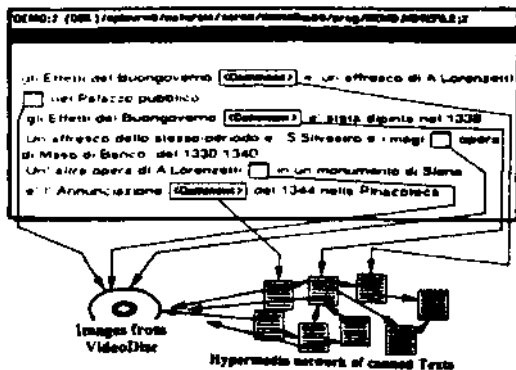 gli Effetti del Buongoverno <Comment> e' un affresco di A Lorenzetti
nel Palazzo pubblico
gli Effetti del Buongoverno <Comment> e' stata dipinta nel 1338
Un affresco dello stesso periodo e' S Silvestro e i magi opera
di Maso di Banco del 1330 1340
Un' altra opera di A Lorenzetti in un monumento di Siena
e' l' Annunciazione <Comment> del 1344 nella Pinacoteca
Images from
VideoDisc
Hypermedia network of canned Texts